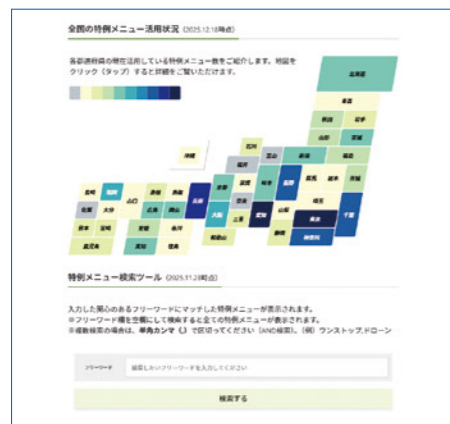 全国の特例メニュー活用状況 (2025.12.18時点)
各都道府県の現在活用している特例メニュー数をご紹介します。地図を
クリック（タップ）すると詳細をご覧いただけます。
北海道
青森
秋田 岩手
山形 宮城
石川 富山 新潟 福島
沖縄
福井 長野 群馬 栃木 茨城
長崎 福岡 山口 島根 鳥取 兵庫 京都 岐阜 埼玉
佐賀 大分 広島 岡山 大阪 奈良 愛知 山梨 東京 千葉
熊本 宮崎 愛媛 香川 三重 静岡 神奈川
鹿児島 高知 徳島 和歌山
特例メニュー検索ツール (2025.11.28時点)
入力した関心のあるフリーワードにマッチした特例メニューが表示されます。
※フリーワード欄を空欄にして検索すると全ての特例メニューが表示されます。
※複数検索の場合は、半角カンマ（,）で区切ってください（AND検索）。（例）ワンストップ,ドローン
フリーワード 検索したいフリーワードを入力してください
検索する